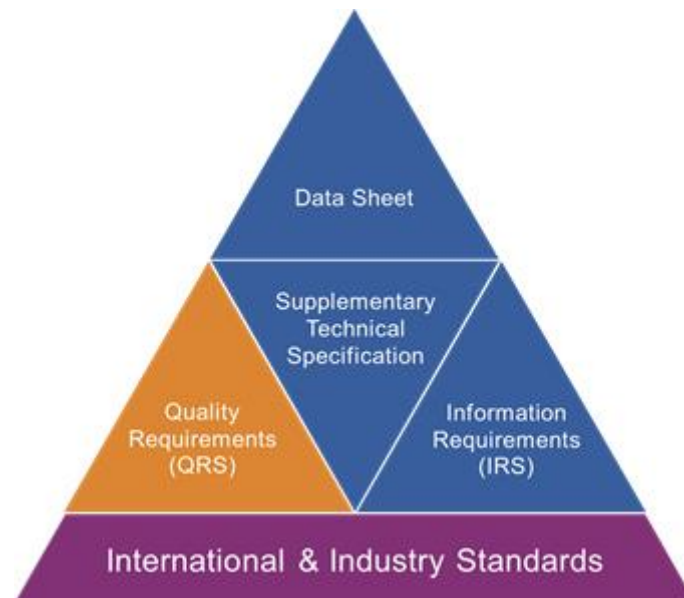 Data Sheet
Supplementary
Technical
Specification
Quality
Requirements
(QRS)
Information
Requirements
(IRS)
International & Industry Standards